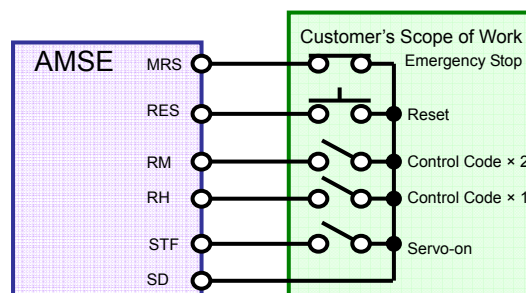 Customer's Scope of Work
AMSE
MRS
Emergency Stop
RES
Reset
RM
Control Code × 2
RH
Control Code × 1
STF
Servo-on
SD